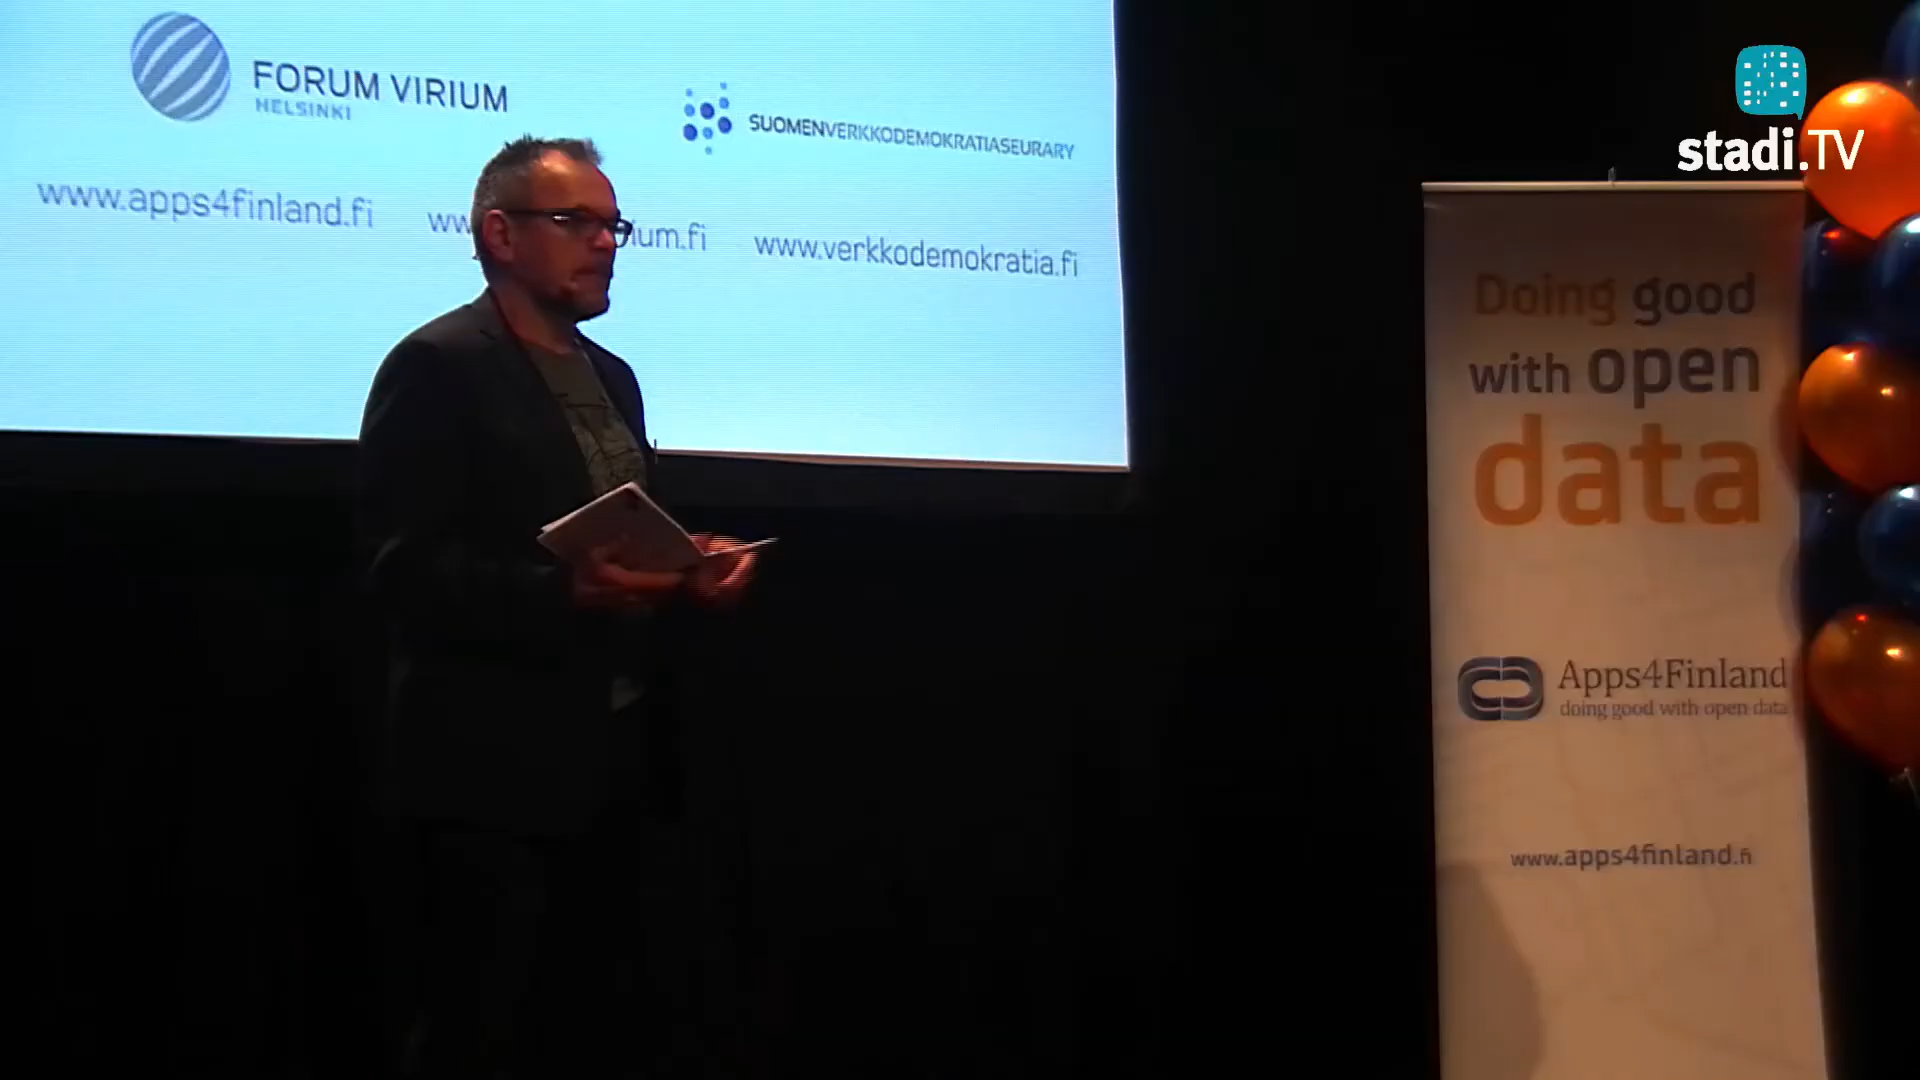 FORUM VIRIUM
HELSINKI
SUOMENVERKKODEMOKRATIASEURARY
www.apps4finland.fi
www.verkkodemokratia.fi
stadi.TV
Doing good
with open
data
Apps4Finland
doing good with open data
www.apps4finland.fi